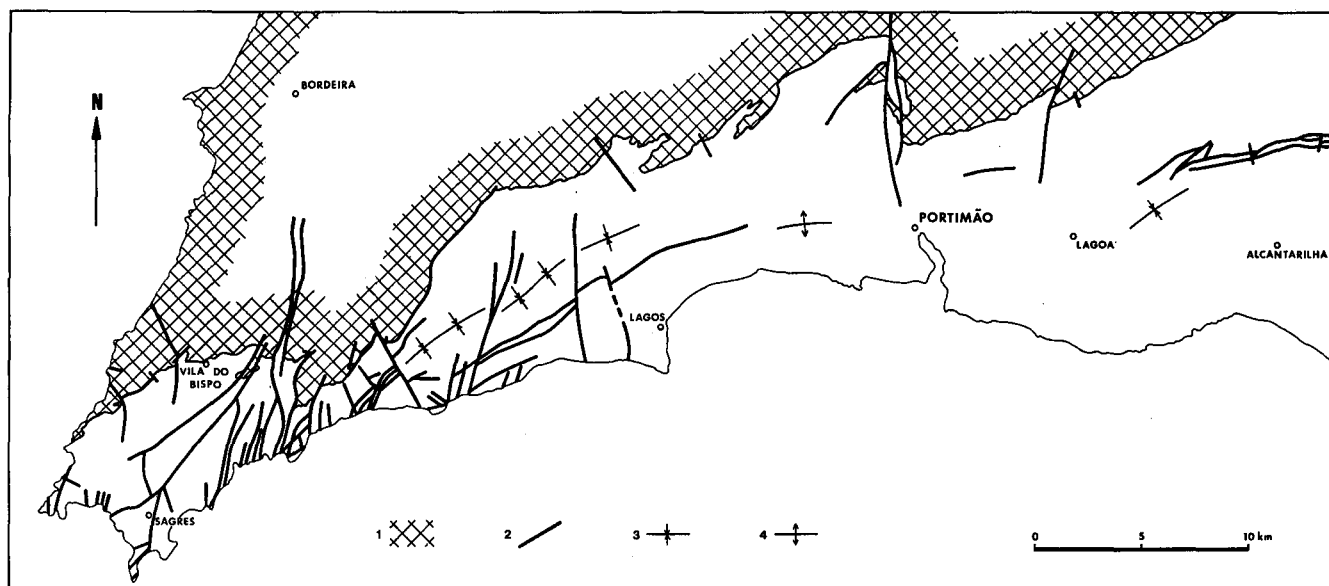 BORDEIRA
N
PORTIMÃO
LAGOA
ALCANTARILHA
LAGOS
VILA DO
BISPO
SAGRES
1 2 3 4
0 5 10 km